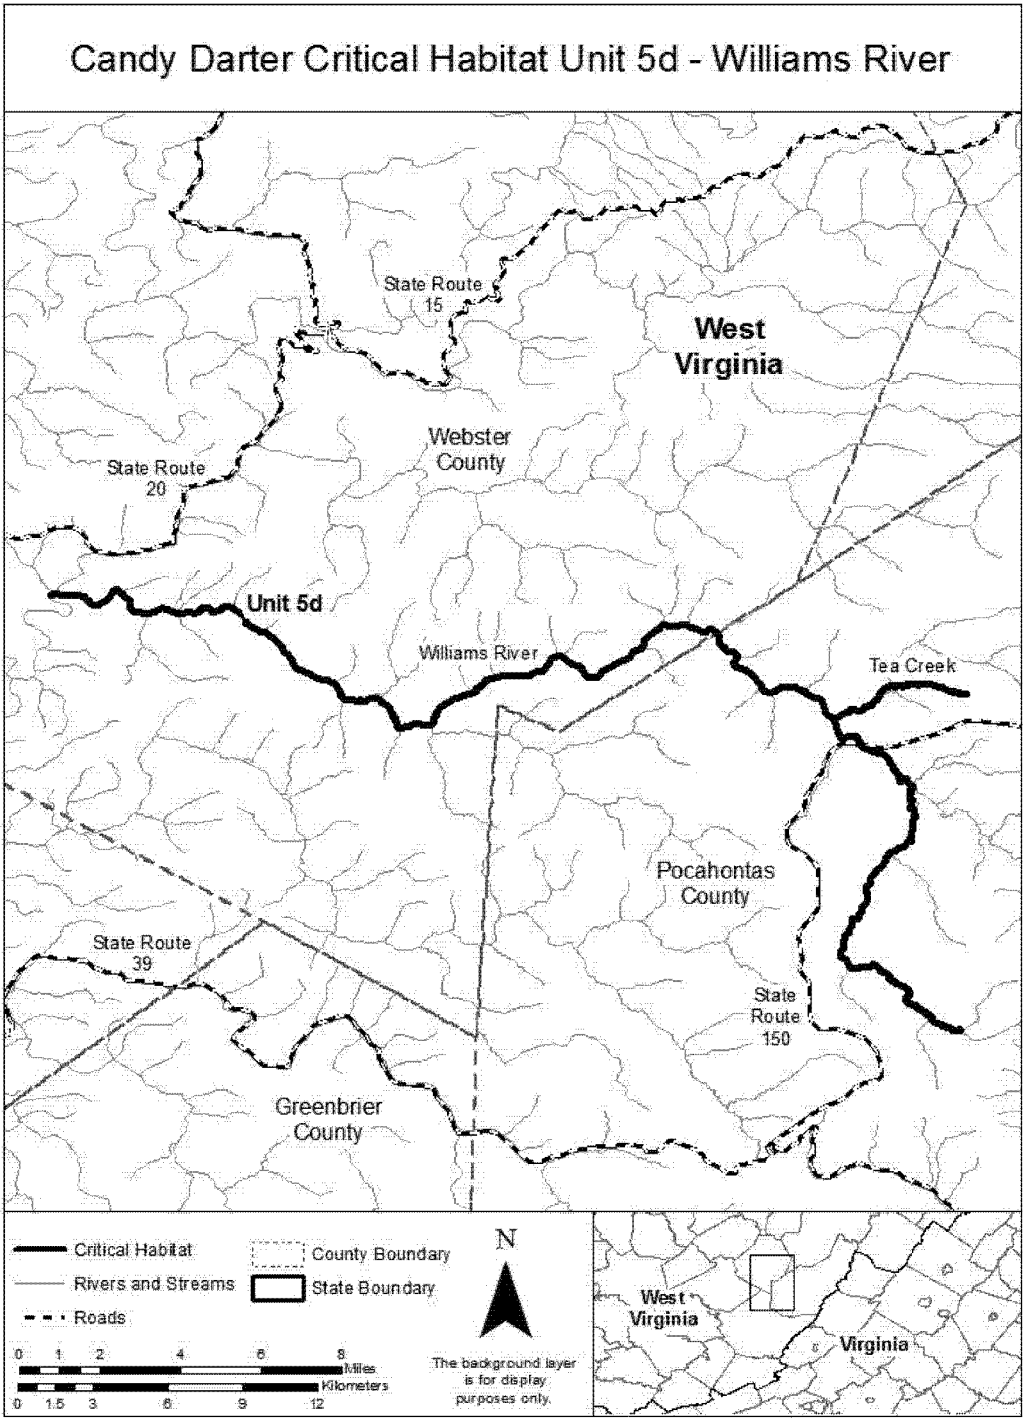 Candy Darter Critical Habitat Unit 5d - Williams River
State Route
15
West
Virginia
Webster
County
State Route
20
Unit 5d
Williams River
Tea Creek
Pocahontas
County
State Route
39
State
Route
150
Greenbrier
County
Critical Habitat
Rivers and Streams
Roads
County Boundary
State Boundary
0 1 2 4 6 8
Miles
Kilometers
0 1.5 3 6 9 12
N
The background layer
is for display
purposes only.
West
Virginia
Virginia